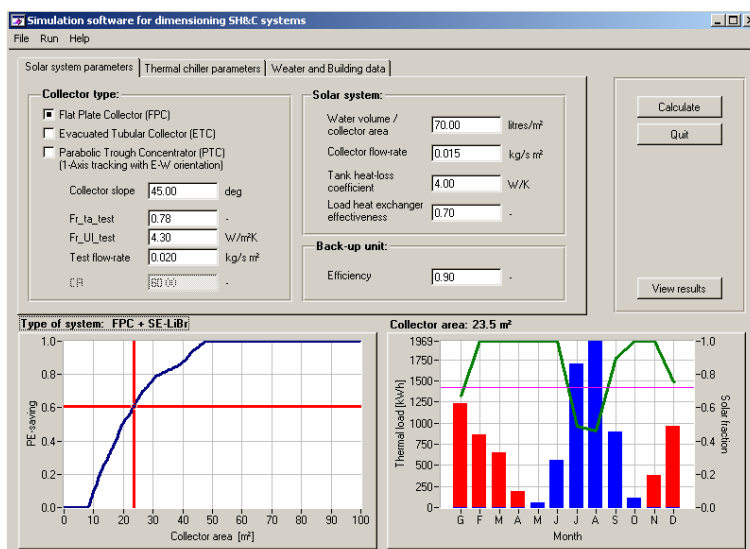 Simulation software for dimensioning SH&C systems
File Run Help
Solar system parameters
Thermal chiller parameters
Weater and Building data
Collector type:
Flat Plate Collector (FPC)
Evacuated Tubular Collector (ETC)
Parabolic Trough Concentrator (PTC)
(1-Axis tracking with E-W orientation)
Collector slope 45.00 deg
Fr_ta_test 0.78 -
Fr_Ul_test 4.30 W/m²K
Test flow-rate 0.020 kg/s m²
CR 60.00 -
Solar system:
Water volume /
collector area 70.00 litres/m²
Collector flow-rate 0.015 kg/s m²
Tank heat-loss
coefficient 4.00 W/K
Load heat exchanger
effectiveness 0.70 -
Back-up unit:
Efficiency 0.90 -
Calculate
Quit
View results
Type of system: FPC + SE-LiBr
PE-saving
1.0
0.8
0.6
0.4
0.2
0.0
0 10 20 30 40 50 60 70 80 90 100
Collector area [m²]
Collector area: 23.5 m²
Thermal load [kW/h]
1969
1750
1500
1250
1000
750
500
250
0
1.0
0.8
0.6
0.4
0.2
0.0
Solar fraction
G F M A M J J A S O N D
Month